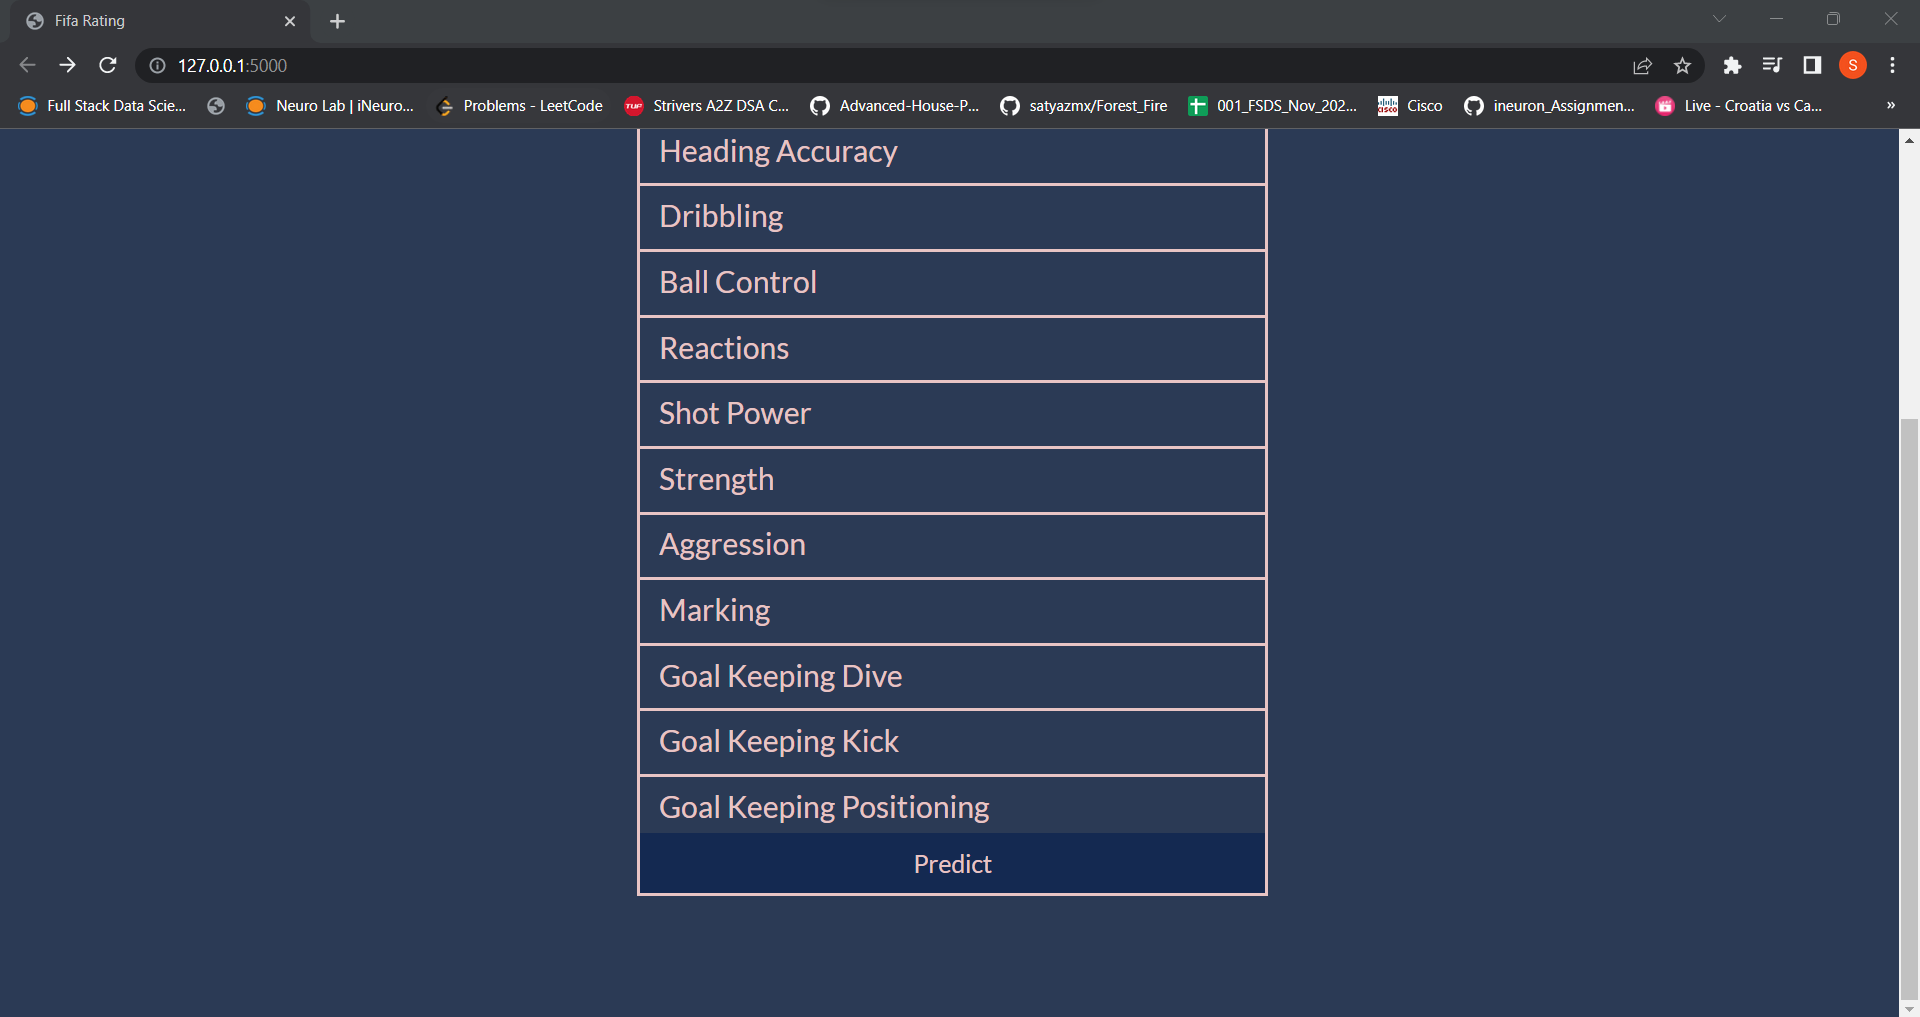 Fifa Rating
127.0.0.1:5000
S
Full Stack Data Scie... Neuro Lab | iNeuro... Problems - LeetCode TUF Strivers A2Z DSA C... Advanced-House-P... satyazmx/Forest_Fire 001_FSDS_Nov_202... CISCO Cisco ineuron_Assignmen... Live - Croatia vs Ca... »
Heading Accuracy
Dribbling
Ball Control
Reactions
Shot Power
Strength
Aggression
Marking
Goal Keeping Dive
Goal Keeping Kick
Goal Keeping Positioning
Predict